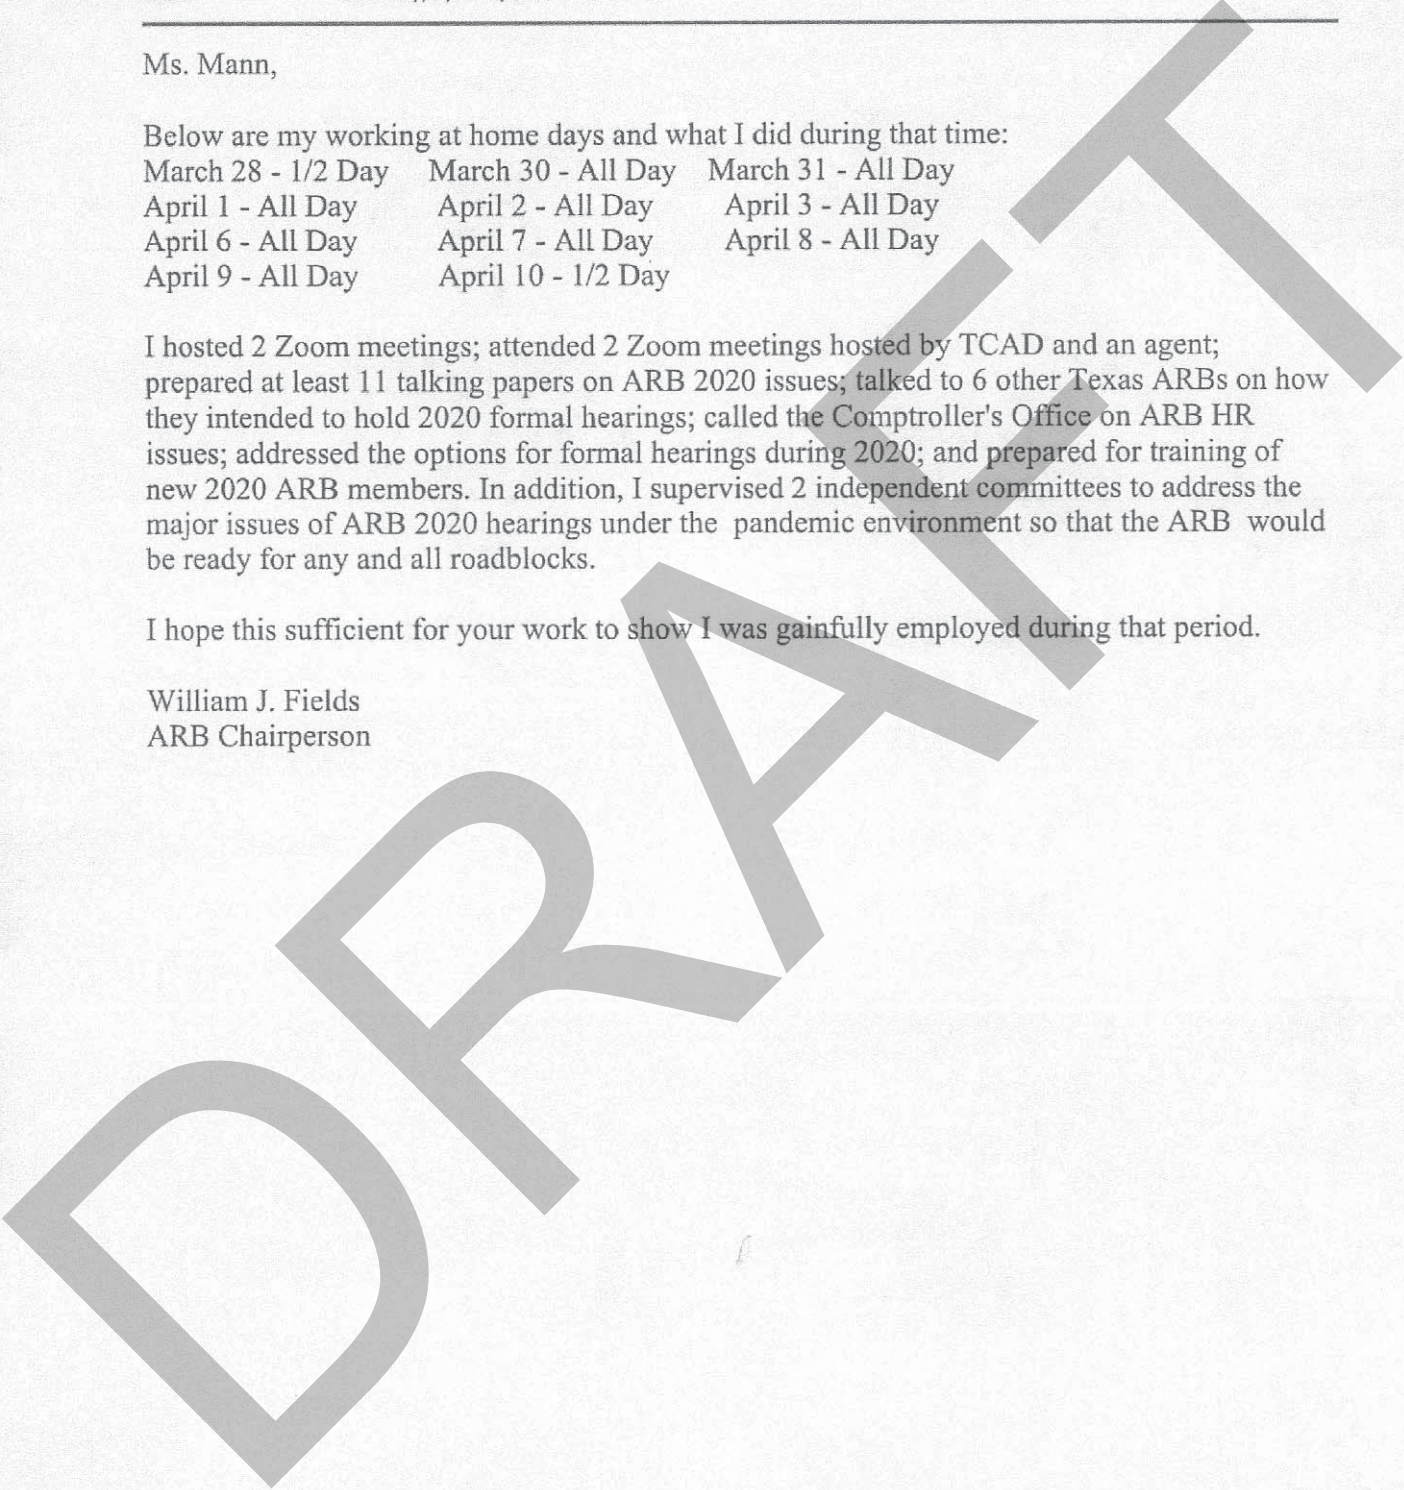 Ms. Mann,
Below are my working at home days and what I did during that time:
March 28 - 1/2 Day March 30 - All Day March 31 - All Day
April 1 - All Day April 2 - All Day April 3 - All Day
April 6 - All Day April 7 - All Day April 8 - All Day
April 9 - All Day April 10 - 1/2 Day
I hosted 2 Zoom meetings; attended 2 Zoom meetings hosted by TCAD and an agent;
prepared at least 11 talking papers on ARB 2020 issues; talked to 6 other Texas ARBs on how
they intended to hold 2020 formal hearings; called the Comptroller's Office on ARB HR
issues; addressed the options for formal hearings during 2020; and prepared for training of
new 2020 ARB members. In addition, I supervised 2 independent committees to address the
major issues of ARB 2020 hearings under the pandemic environment so that the ARB would
be ready for any and all roadblocks.
I hope this sufficient for your work to show I was gainfully employed during that period.
William J. Fields
ARB Chairperson
DRAFT